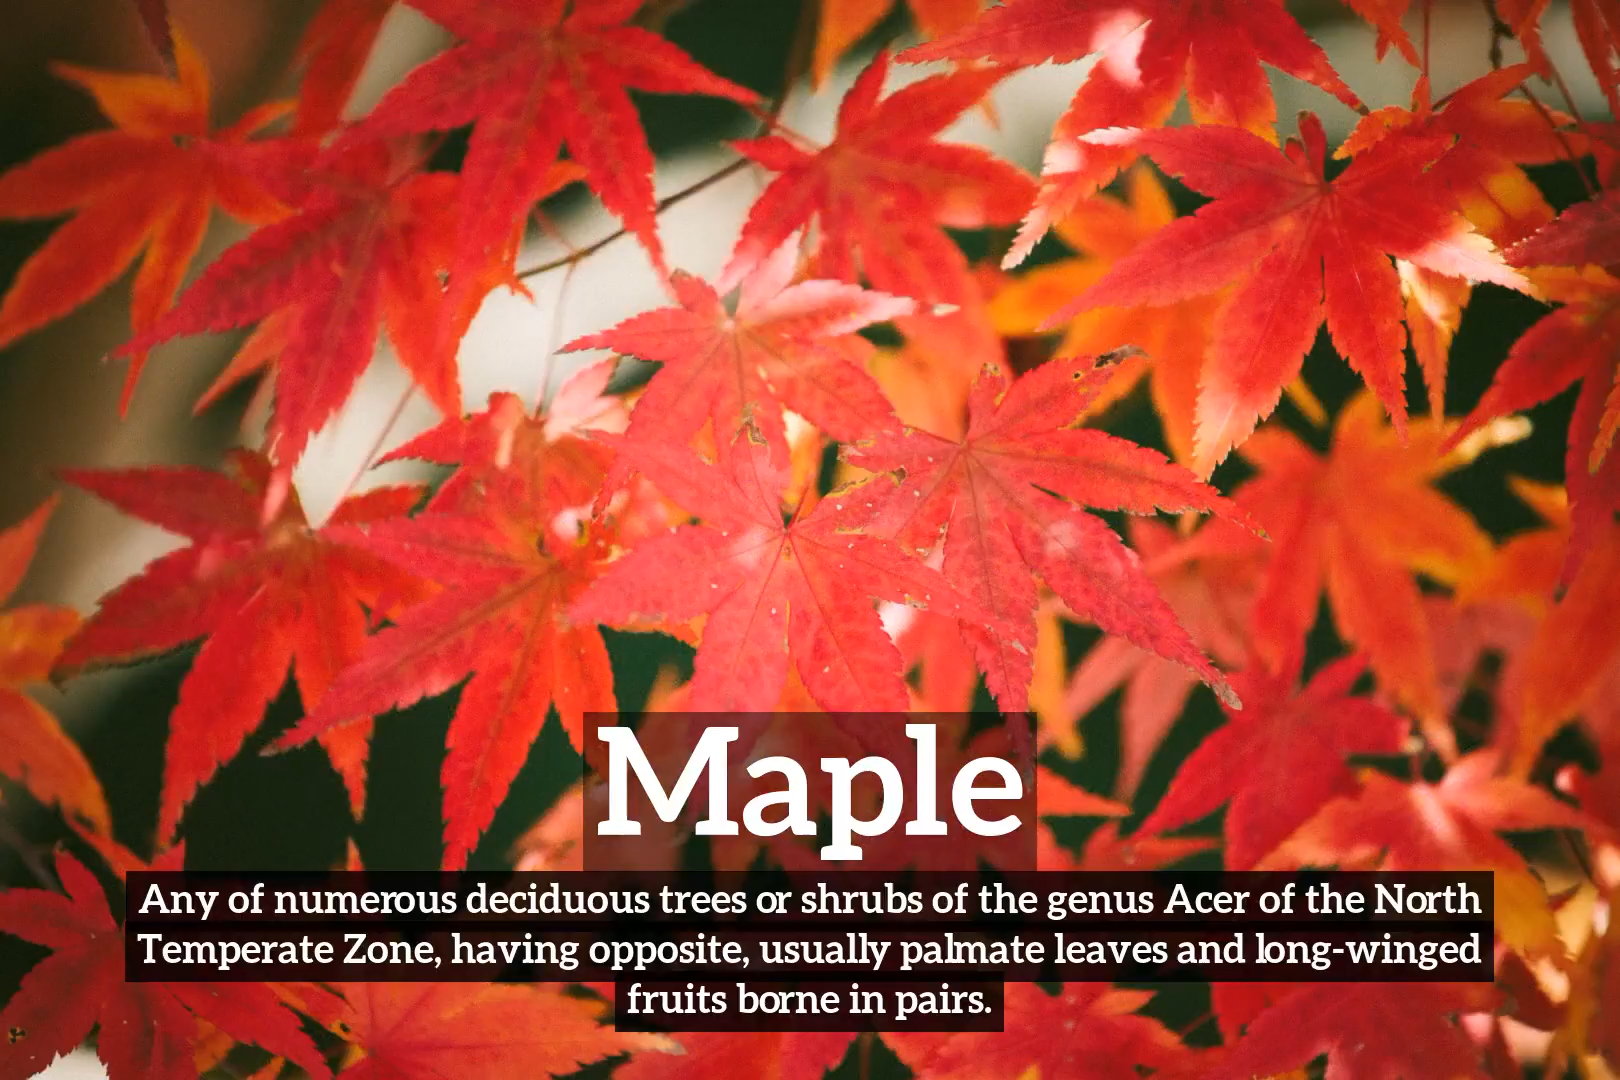 Maple
Any of numerous deciduous trees or shrubs of the genus Acer of the North
Temperate Zone, having opposite, usually palmate leaves and long-winged
fruits borne in pairs.